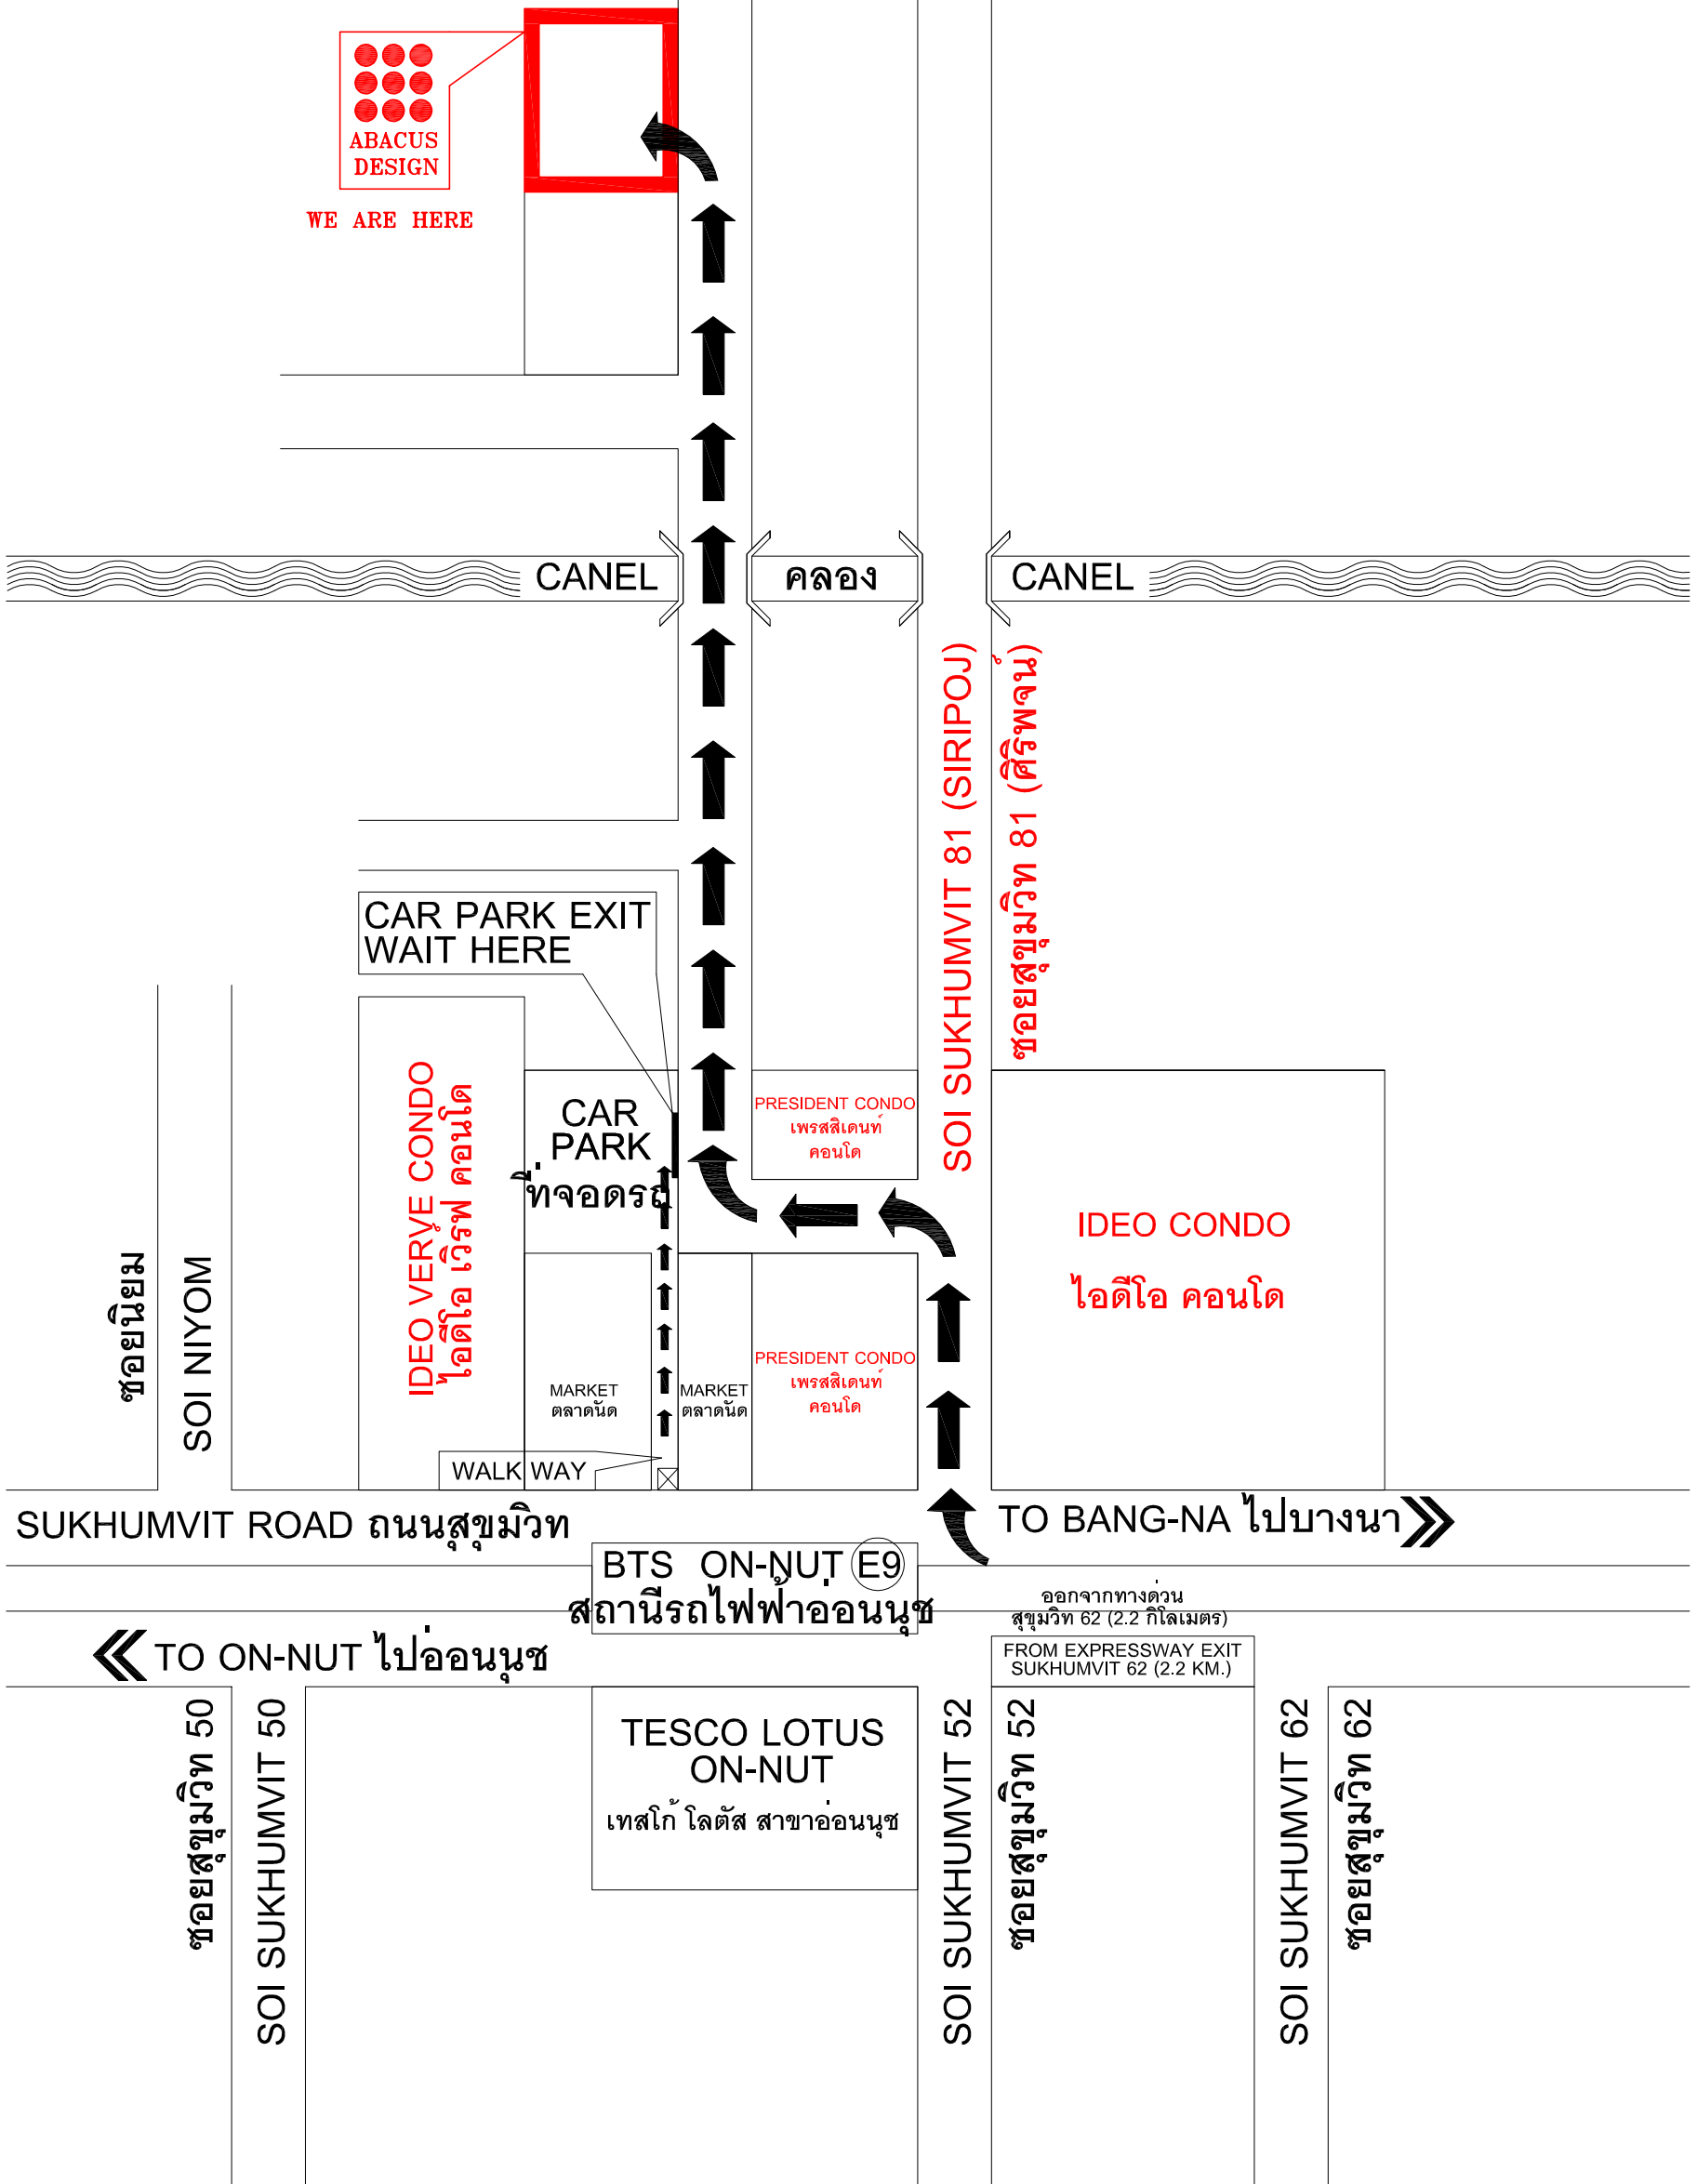 ABACUS
DESIGN
WE ARE HERE
CANEL
คลอง
CANEL
SOI SUKHUMVIT 81 (SIRIPOJ)
ซอยสุขุมวิท 81 (ศิริพจน์)
CAR PARK EXIT
WAIT HERE
IDEO VERVE CONDO
ไอดีโอ เวิร์ฟ คอนโด
CAR
PARK
ที่จอดรถ
PRESIDENT CONDO
เพรสสิเดนท์
คอนโด
IDEO CONDO
ไอดีโอ คอนโด
ซอยนิยม
SOI NIYOM
MARKET
ตลาดนัด
MARKET
ตลาดนัด
PRESIDENT CONDO
เพรสสิเดนท์
คอนโด
WALK WAY
SUKHUMVIT ROAD ถนนสุขุมวิท
TO BANG-NA ไปบางนา
BTS ON-NUT E9
สถานีรถไฟฟ้าอ่อนนุช
ออกจากทางด่วน
สุขุมวิท 62 (2.2 กิโลเมตร)
TO ON-NUT ไปอ่อนนุช
FROM EXPRESSWAY EXIT
SUKHUMVIT 62 (2.2 KM.)
ซอยสุขุมวิท 50
SOI SUKHUMVIT 50
TESCO LOTUS
ON-NUT
เทสโก้ โลตัส สาขาอ่อนนุช
SOI SUKHUMVIT 52
ซอยสุขุมวิท 52
SOI SUKHUMVIT 62
ซอยสุขุมวิท 62